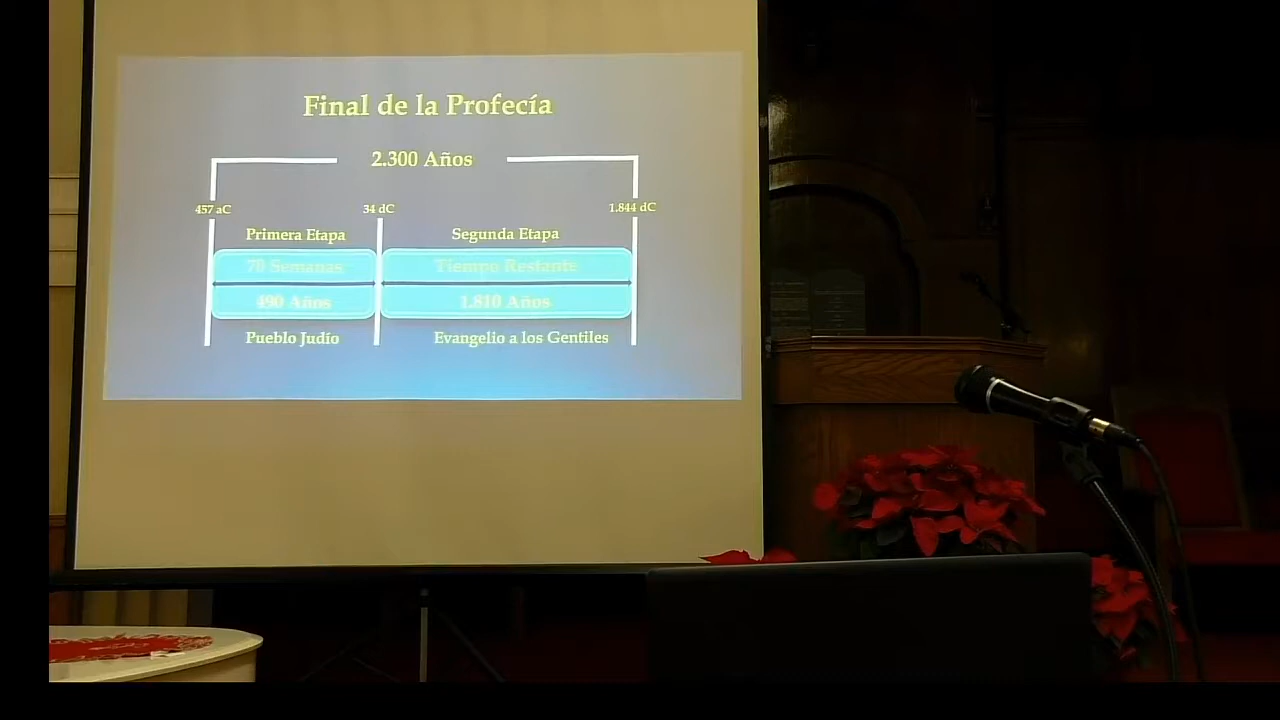 Final de la Profecía
2.300 Años
457 aC 34 dC 1.844 dC
Primera Etapa Segunda Etapa
70 Semanas Tiempo Restante
490 Años 1.810 Años
Pueblo Judío Evangelio a los Gentiles